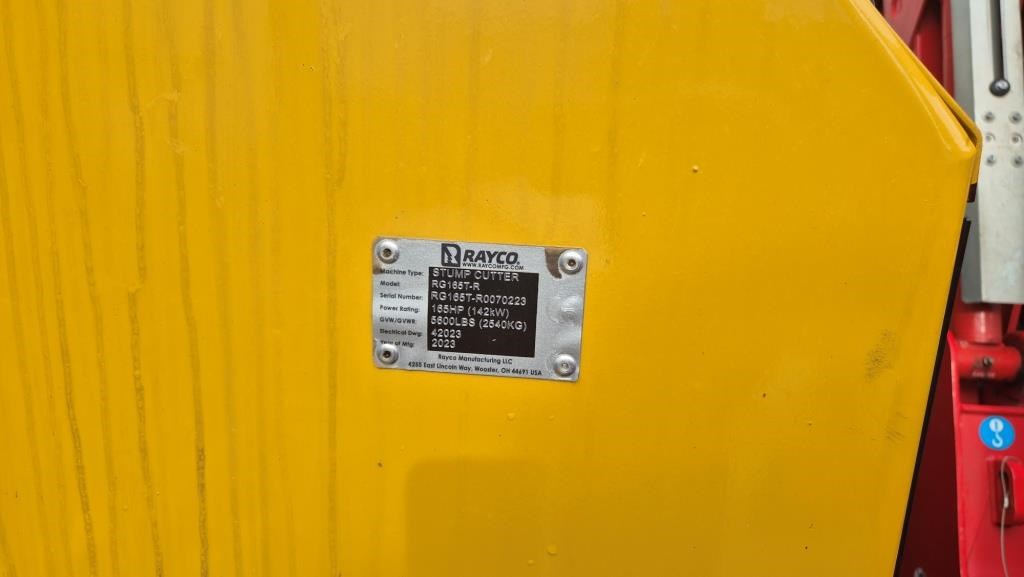 RAYCO
WWW.RAYCOMFG.COM
Machine Type: STUMP CUTTER
Model: RG165T-R
Serial Number: RG165T-R0070223
Power Rating: 165HP (142kW)
GVW/GVWR: 5600LBS (2540KG)
Electrical Dwg: 42023
Year of Mfg: 2023
Rayco Manufacturing LLC
4255 East Lincoln Way, Wooster, OH 44691 USA